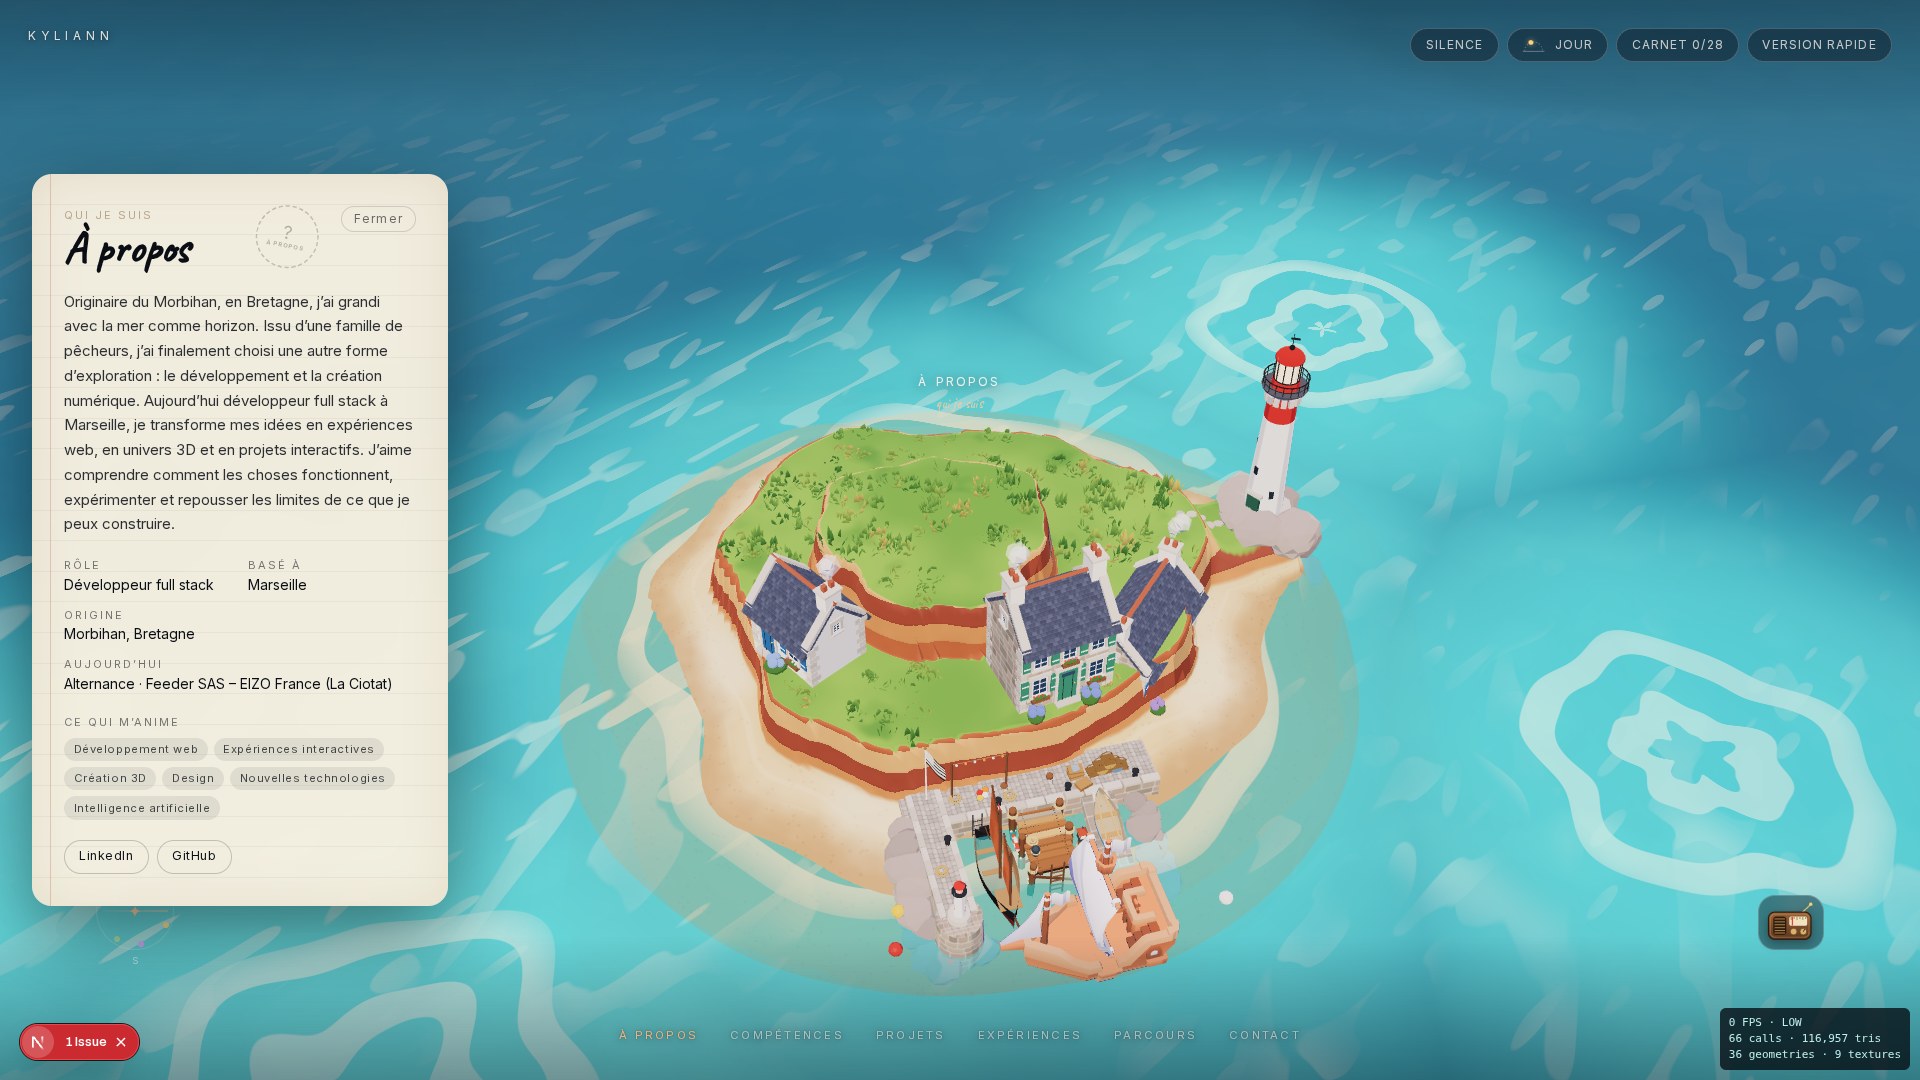 KYLIANN
SILENCE
JOUR
CARNET 0/28
VERSION RAPIDE
QUI JE SUIS
À propos
?
À PROPOS
Fermer
Originaire du Morbihan, en Bretagne, j’ai grandi
avec la mer comme horizon. Issu d’une famille de
pêcheurs, j’ai finalement choisi une autre forme
d’exploration : le développement et la création
numérique. Aujourd’hui développeur full stack à
Marseille, je transforme mes idées en expériences
web, en univers 3D et en projets interactifs. J’aime
comprendre comment les choses fonctionnent,
expérimenter et repousser les limites de ce que je
peux construire.
RÔLE
Développeur full stack
BASÉ À
Marseille
ORIGINE
Morbihan, Bretagne
AUJOURD’HUI
Alternance · Feeder SAS – EIZO France (La Ciotat)
CE QUI M’ANIME
Développement web
Expériences interactives
Création 3D
Design
Nouvelles technologies
Intelligence artificielle
LinkedIn
GitHub
À PROPOS
qui je suis
S
N
1 Issue
À PROPOS
COMPÉTENCES
PROJETS
EXPÉRIENCES
PARCOURS
CONTACT
0 FPS · LOW
66 calls · 116,957 tris
36 geometries · 9 textures